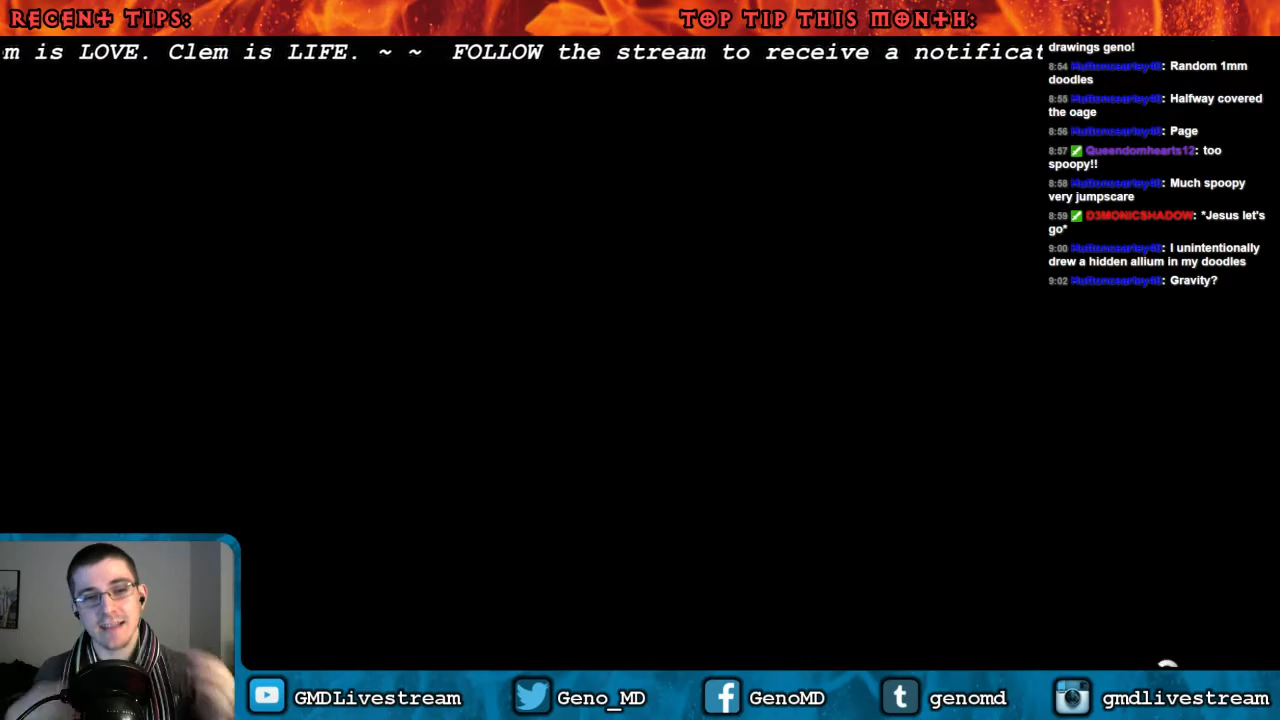 RECENT TIPS:
TOP TIP THIS MONTH:
m is LOVE. Clem is LIFE. ~ ~ FOLLOW the stream to receive a notificat
drawings geno!
8:54 : Random 1mm
doodles
8:55 : Halfway covered
the oage
8:56 : Page
8:57 Queendomhearts12: too
spoopy!!
8:58 : Much spoopy
very jumpscare
8:59 D3MONICSHADOW: *Jesus let's
go*
9:00 : I unintentionally
drew a hidden allium in my doodles
9:02 : Gravity?
GMDLivestream
Geno_MD
GenoMD
genomd
gmdlivestream